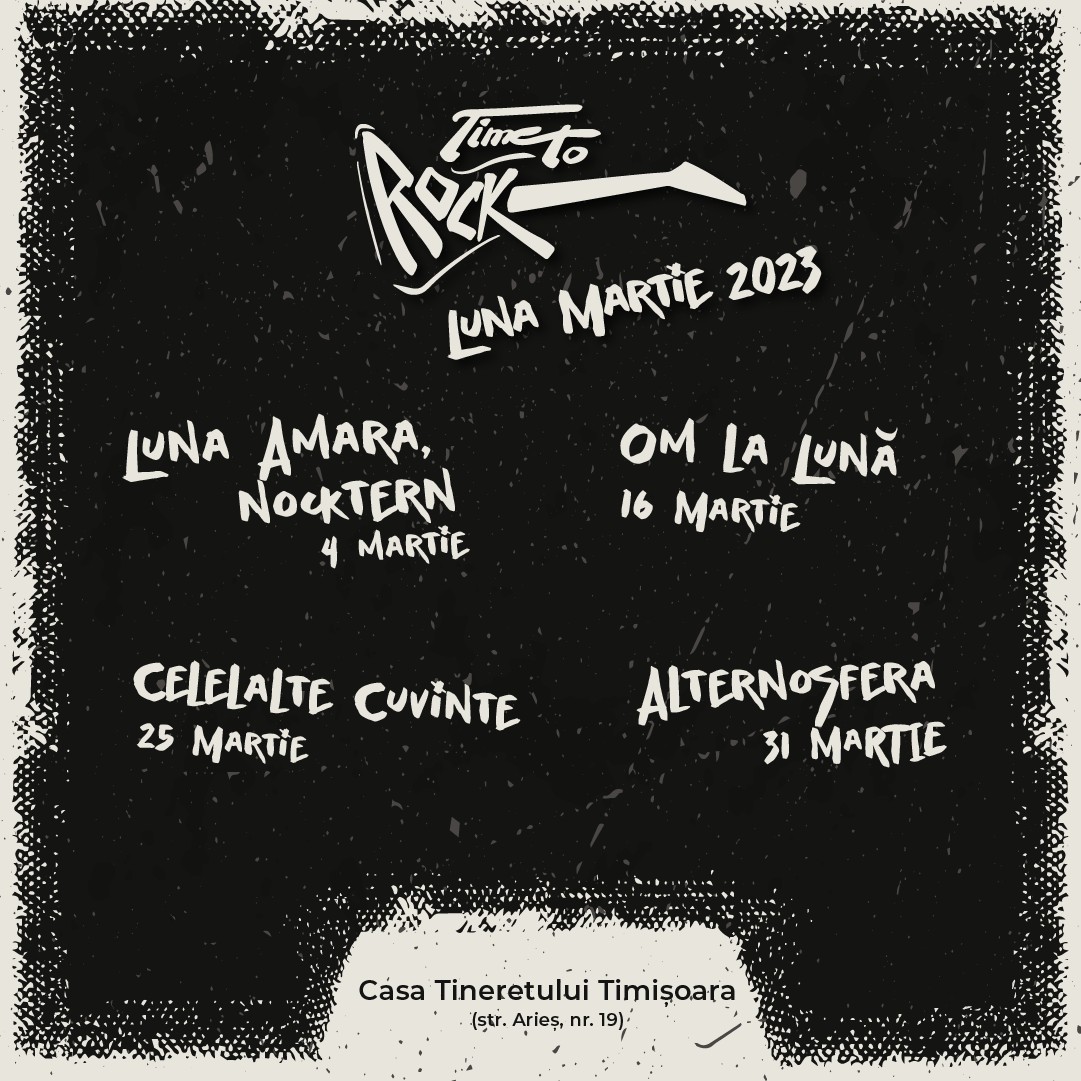 Time to
Rock
Luna Martie 2023
Luna Amara,
Nocktern
4 Martie
Om La Lună
16 Martie
Celelalte Cuvinte
25 Martie
Alternosfera
31 Martie
Casa Tineretului Timișoara
(str. Arieș, nr. 19)